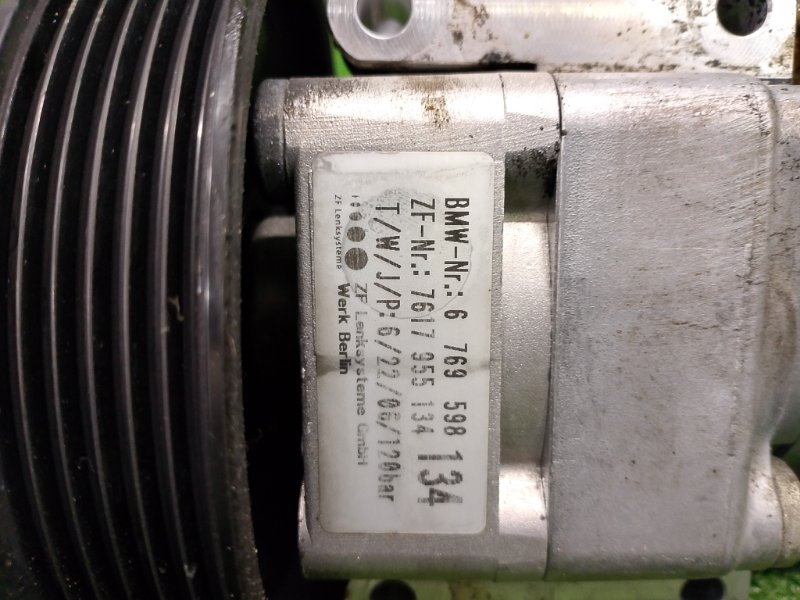 BMW-Nr.: 6 769 598
ZF-Nr.: 7617 955 134 134
T/W/J/P:6/22/06/120bar
ZF Lenksysteme GmbH
Werk Berlin
ZF Lenksysteme